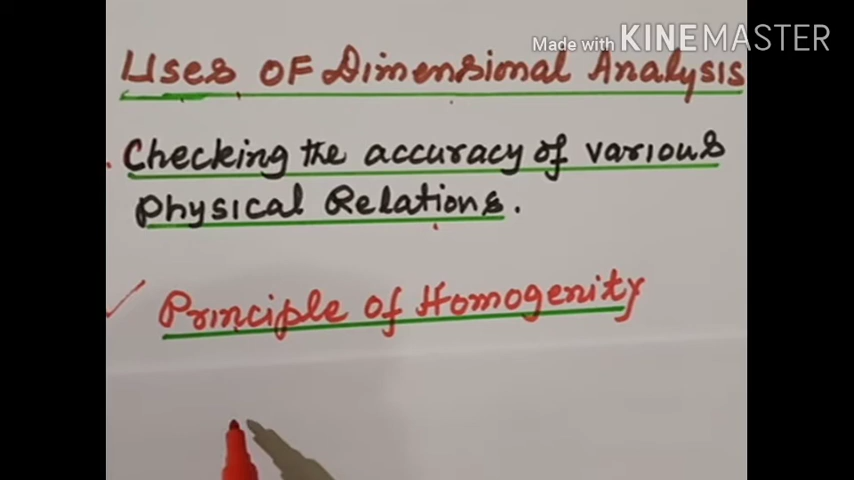 Made with KINEMASTER
Uses OF Dimensional Analysis
Checking the accuracy of various
Physical Relations.
Principle of Homogenity